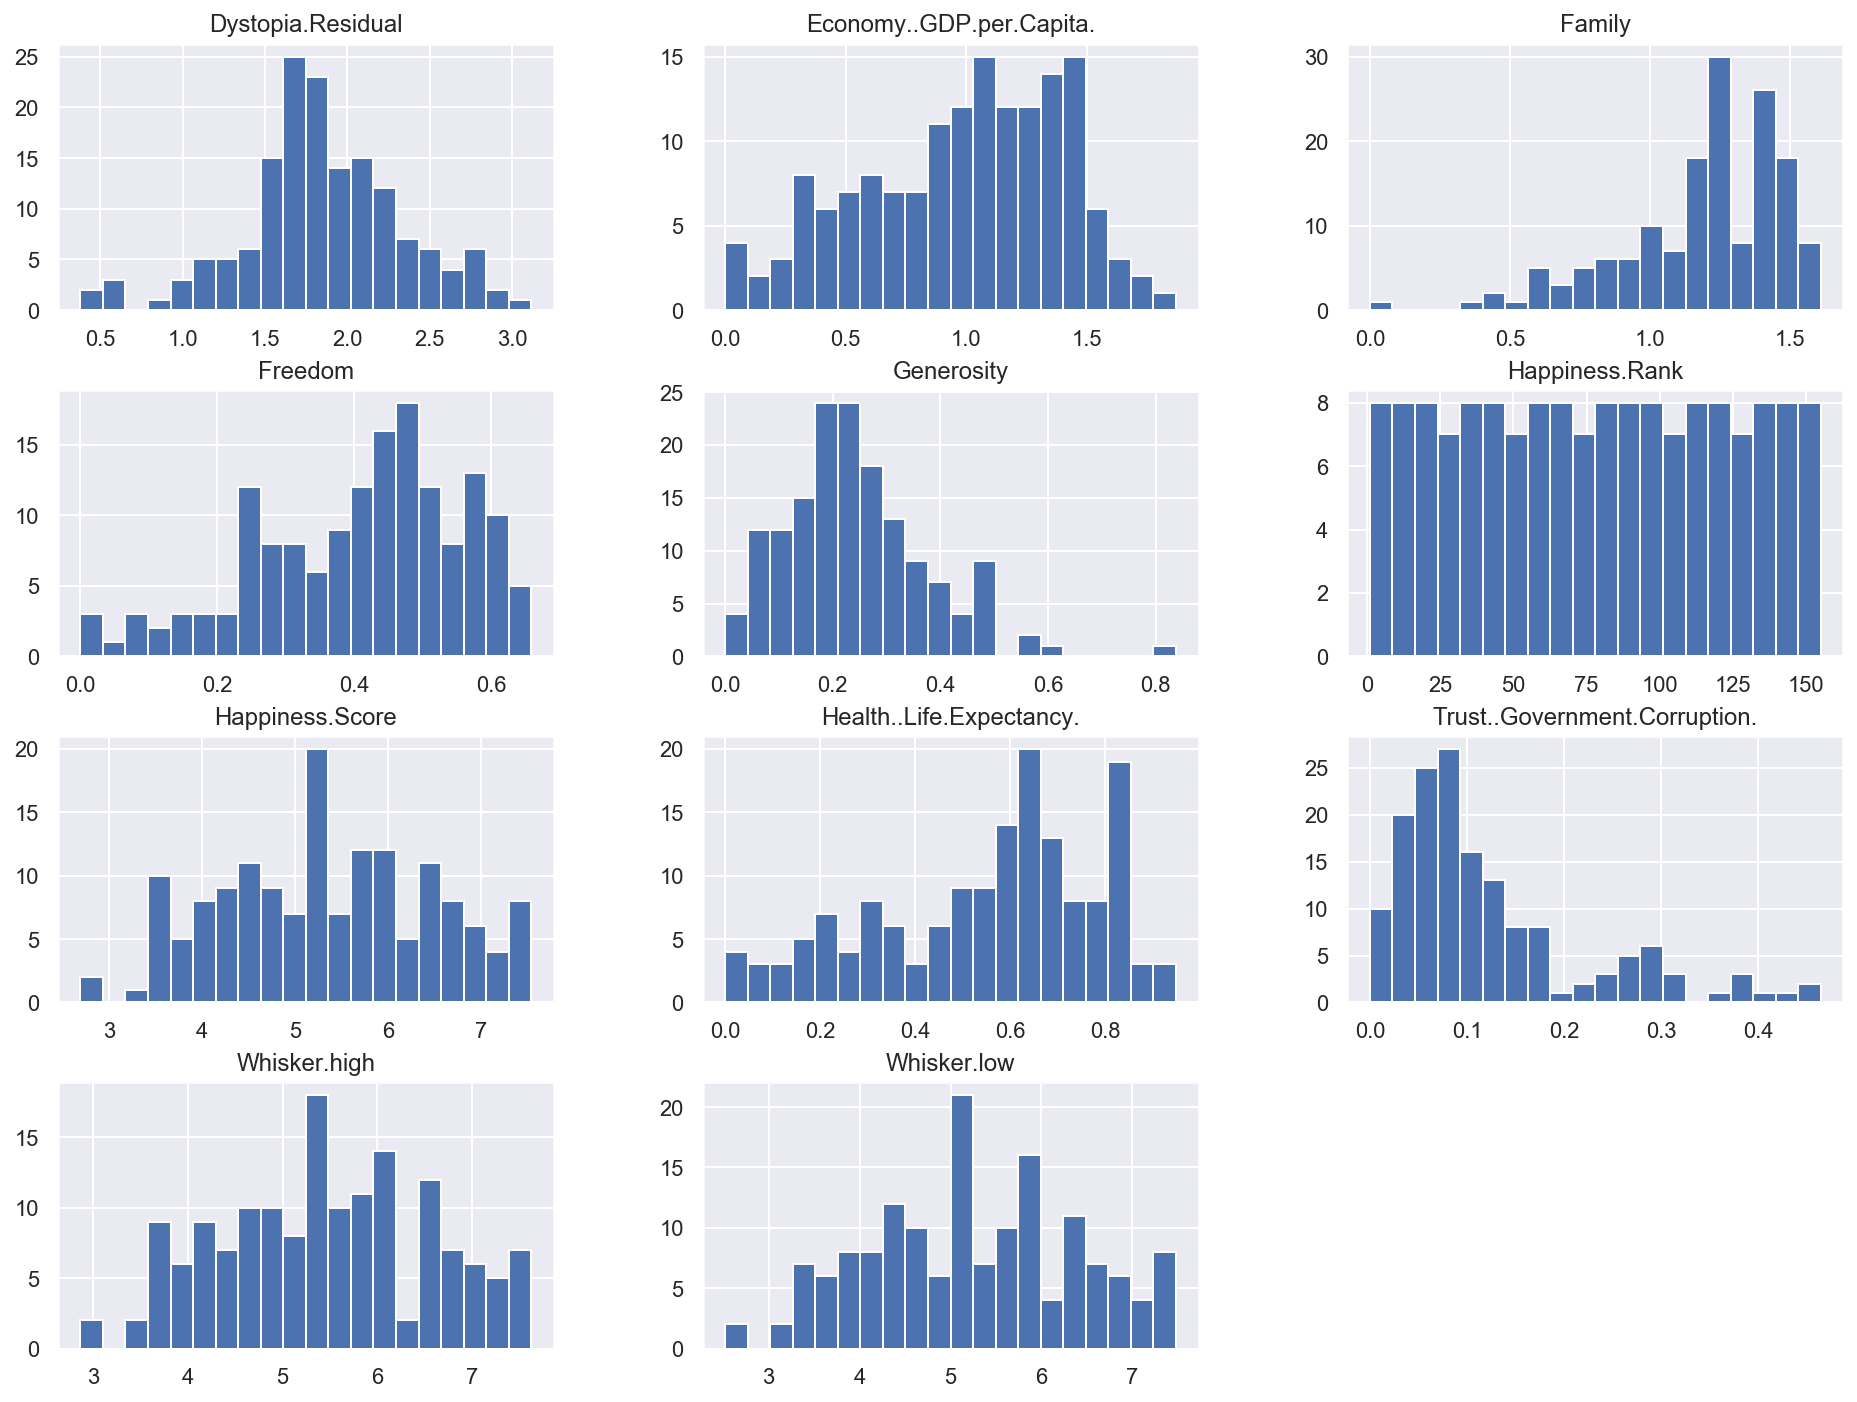 Dystopia.Residual Economy..GDP.per.Capita. Family
25 15 30
20
15 10 20
10 5 10
5
0 0 0
0.5 1.0 1.5 2.0 2.5 3.0 0.0 0.5 1.0 1.5 0.0 0.5 1.0 1.5
Freedom Generosity Happiness.Rank
25 8
15 20 6
10 15 4
10
5 5 2
0 0 0
0.0 0.2 0.4 0.6 0.0 0.2 0.4 0.6 0.8 0 25 50 75 100 125 150
Happiness.Score Health..Life.Expectancy. Trust..Government.Corruption.
20 20 25
15 15 20
15
10 10 10
5 5 5
0 0 0
3 4 5 6 7 0.0 0.2 0.4 0.6 0.8 0.0 0.1 0.2 0.3 0.4
Whisker.high Whisker.low
20
15 15
10 10
5 5
0 0
3 4 5 6 7 3 4 5 6 7